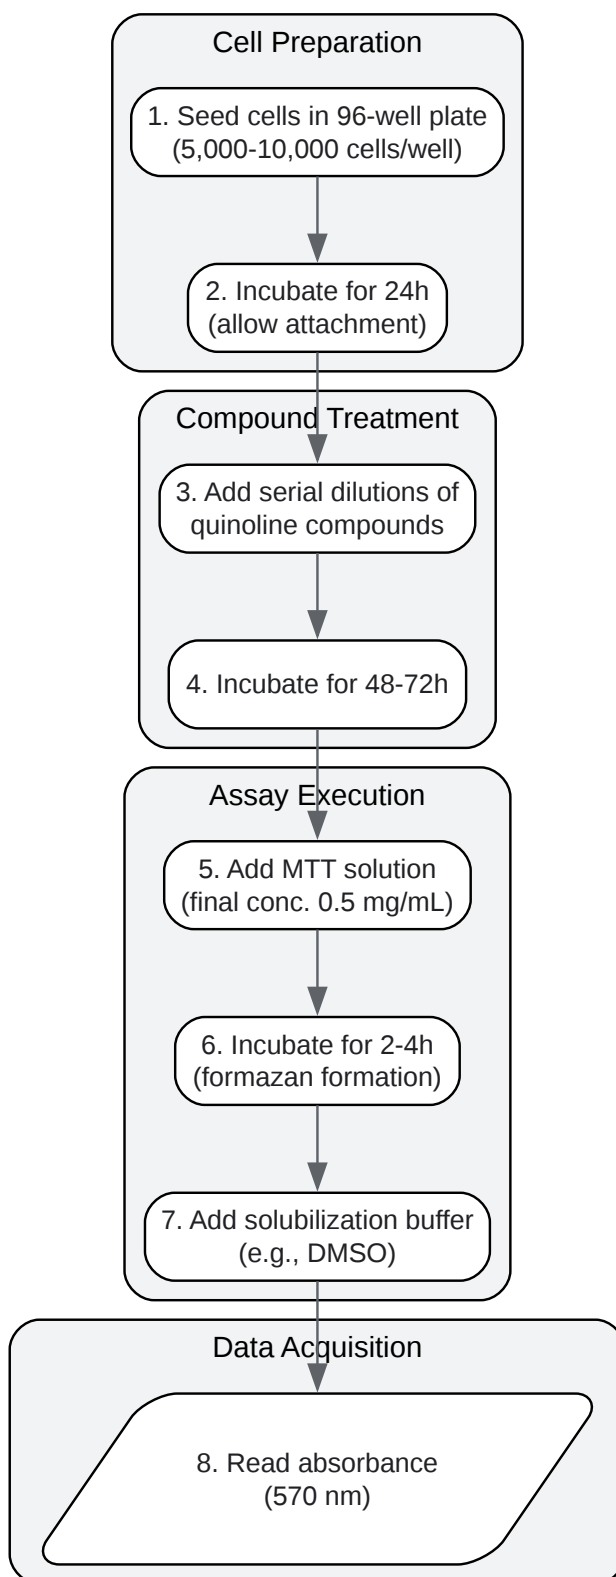 Cell Preparation
1. Seed cells in 96-well plate
(5,000-10,000 cells/well)
2. Incubate for 24h
(allow attachment)
Compound Treatment
3. Add serial dilutions of
quinoline compounds
4. Incubate for 48-72h
Assay Execution
5. Add MTT solution
(final conc. 0.5 mg/mL)
6. Incubate for 2-4h
(formazan formation)
7. Add solubilization buffer
(e.g., DMSO)
Data Acquisition
8. Read absorbance
(570 nm)